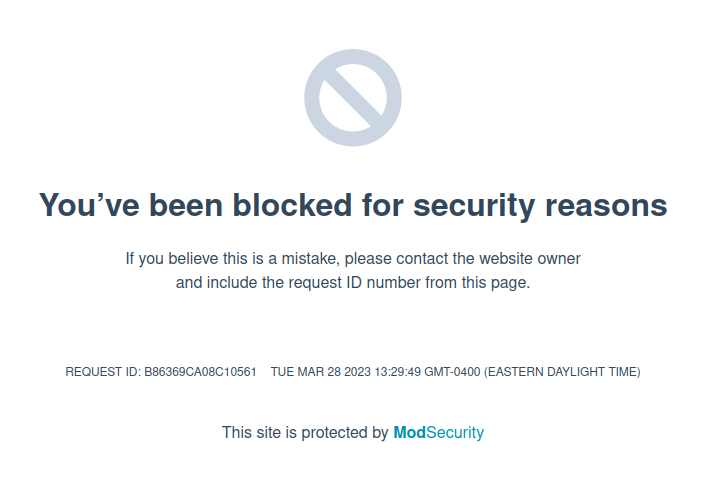 You’ve been blocked for security reasons
If you believe this is a mistake, please contact the website owner
and include the request ID number from this page.
REQUEST ID: B86369CA08C10561 TUE MAR 28 2023 13:29:49 GMT-0400 (EASTERN DAYLIGHT TIME)
This site is protected by ModSecurity